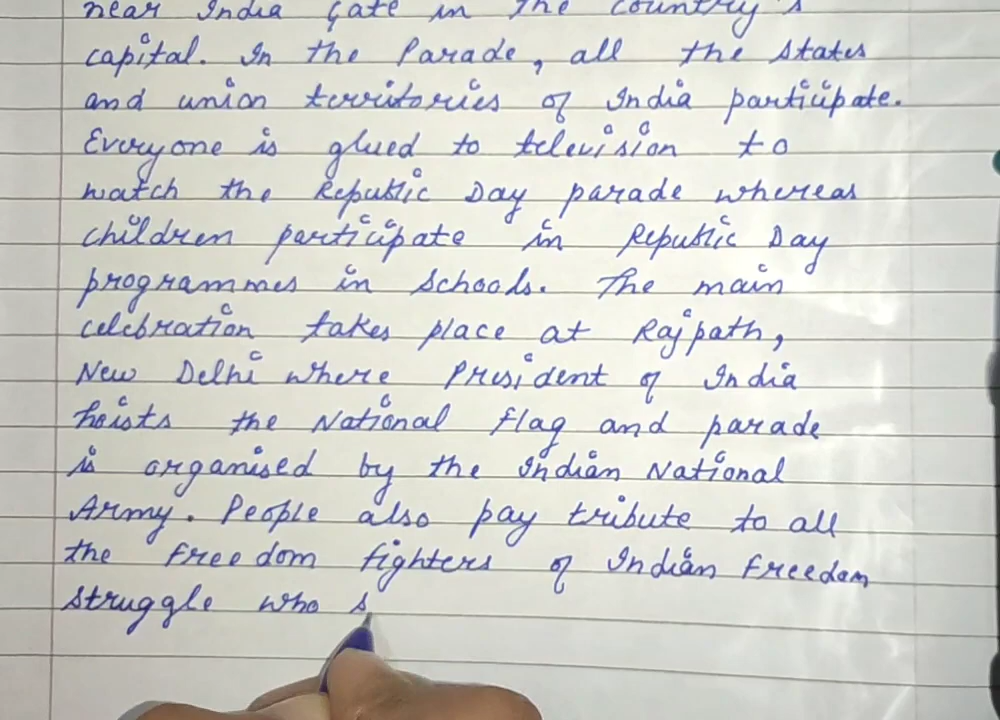 near India Gate in the country's
capital. In the Parade, all the states
and union territories of India participate.
Everyone is glued to television to
watch the Republic Day parade whereas
children participate in Republic Day
programmes in schools. The main
celebration takes place at Rajpath,
New Delhi where President of India
hoists the National flag and parade
is organised by the Indian National
Army. People also pay tribute to all
the freedom fighters of Indian Freedom
struggle who s